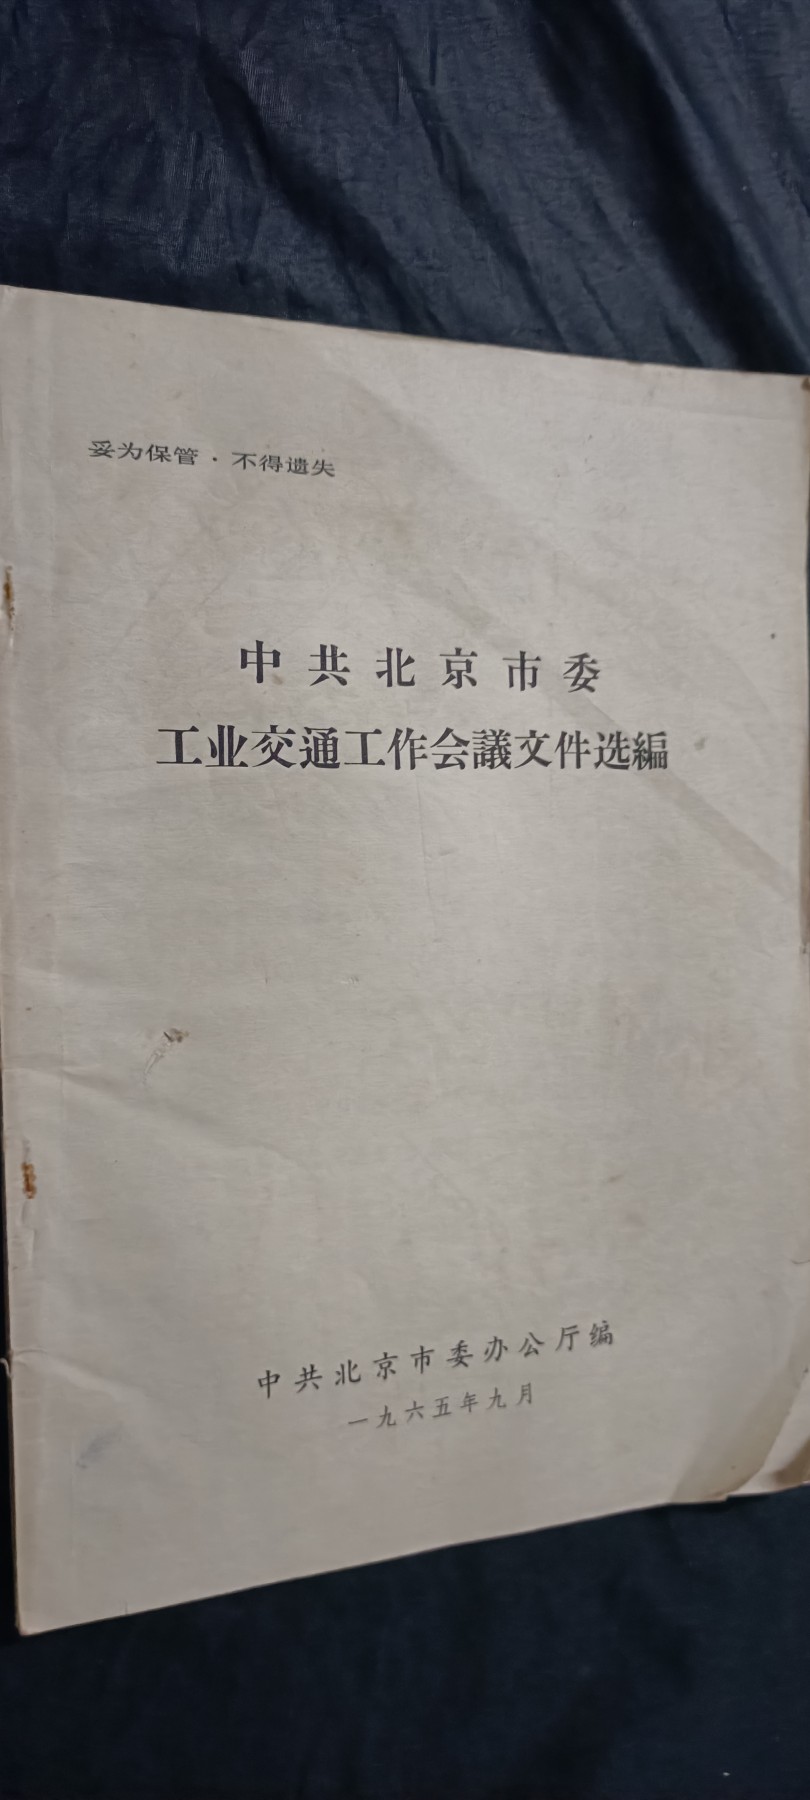 妥为保管·不得遗失
中共北京市委
工业交通工作会議文件选編
中共北京市委办公厅编
一九六五年九月